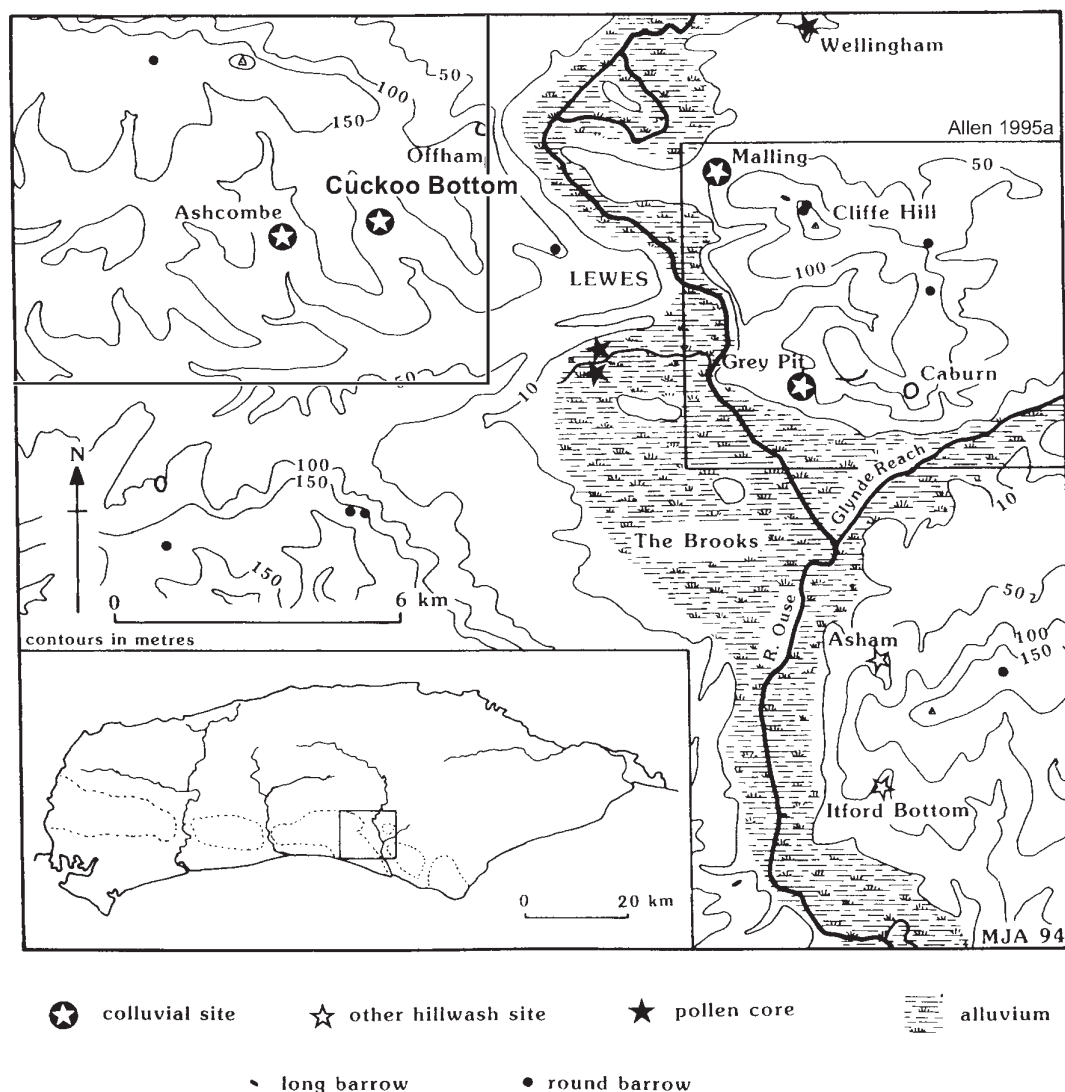 Wellingham
50
100
150
Allen 1995a
Offham
Malling
50
Cuckoo Bottom
Ashcombe
Cliffe Hill
100
LEWES
50
Grey Pit
Caburn
10
N
100
150
Glynde Reach
10
The Brooks
150
0 6 km
R. Ouse
50
contours in metres
Asham
100
150
Itford Bottom
0 20 km
MJA 94
colluvial site
other hillwash site
pollen core
alluvium
long barrow
round barrow